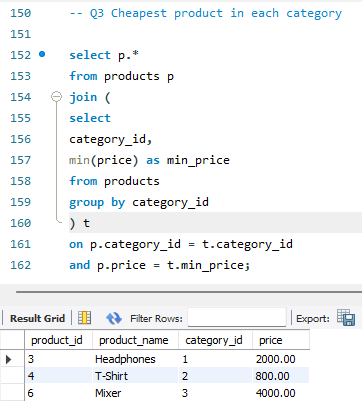 150 -- Q3 Cheapest product in each category
151
152 select p.*
153 from products p
154 join (
155 select
156 category_id,
157 min(price) as min_price
158 from products
159 group by category_id
160 ) t
161 on p.category_id = t.category_id
162 and p.price = t.min_price;
Result Grid Filter Rows: Export:
product_id product_name category_id price
3 Headphones 1 2000.00
4 T-Shirt 2 800.00
6 Mixer 3 4000.00